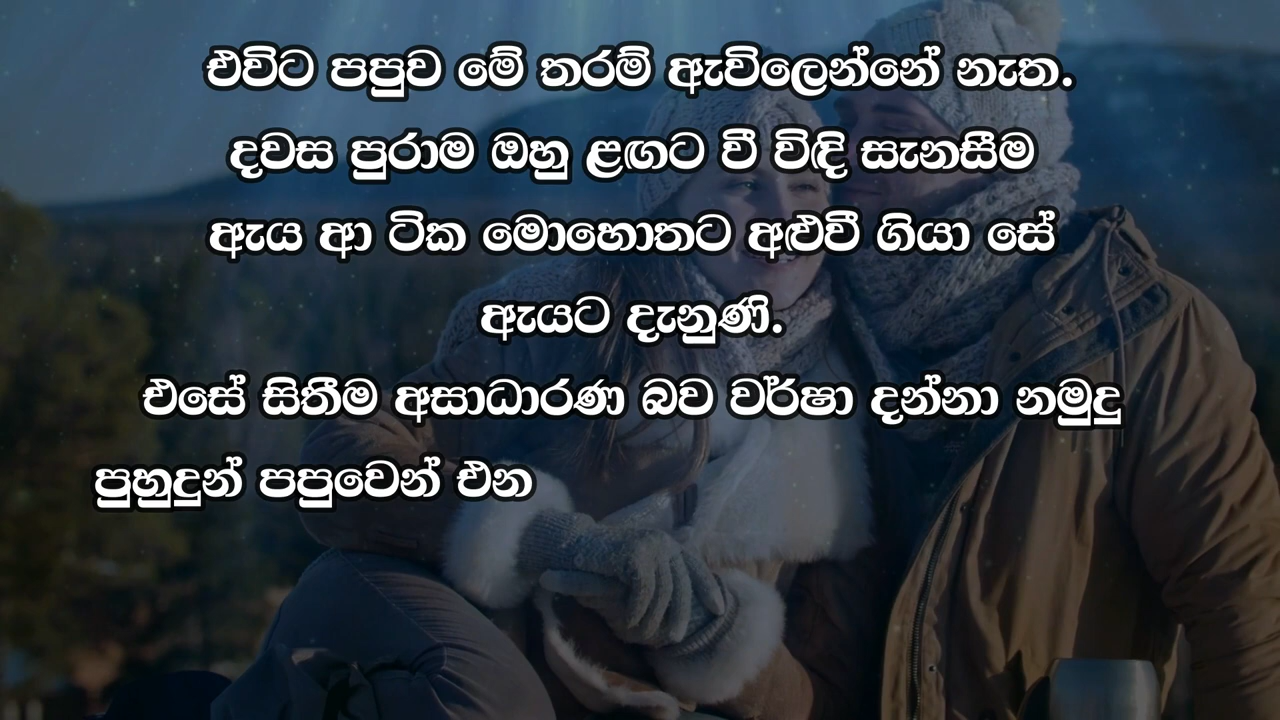 එවිට පපුව මේ තරම් ඇවිලෙන්නේ නැත.
දවස පුරාම ඔහු ළඟට වී විඳි සැනසීම
ඇය ආ ටික මොහොතට අළුවී ගියා සේ
ඇයට දැනුණි.
එසේ සිතීම අසාධාරණ බව වර්ෂා දන්නා නමුදු
පුහුදුන් පපුවෙන් එන